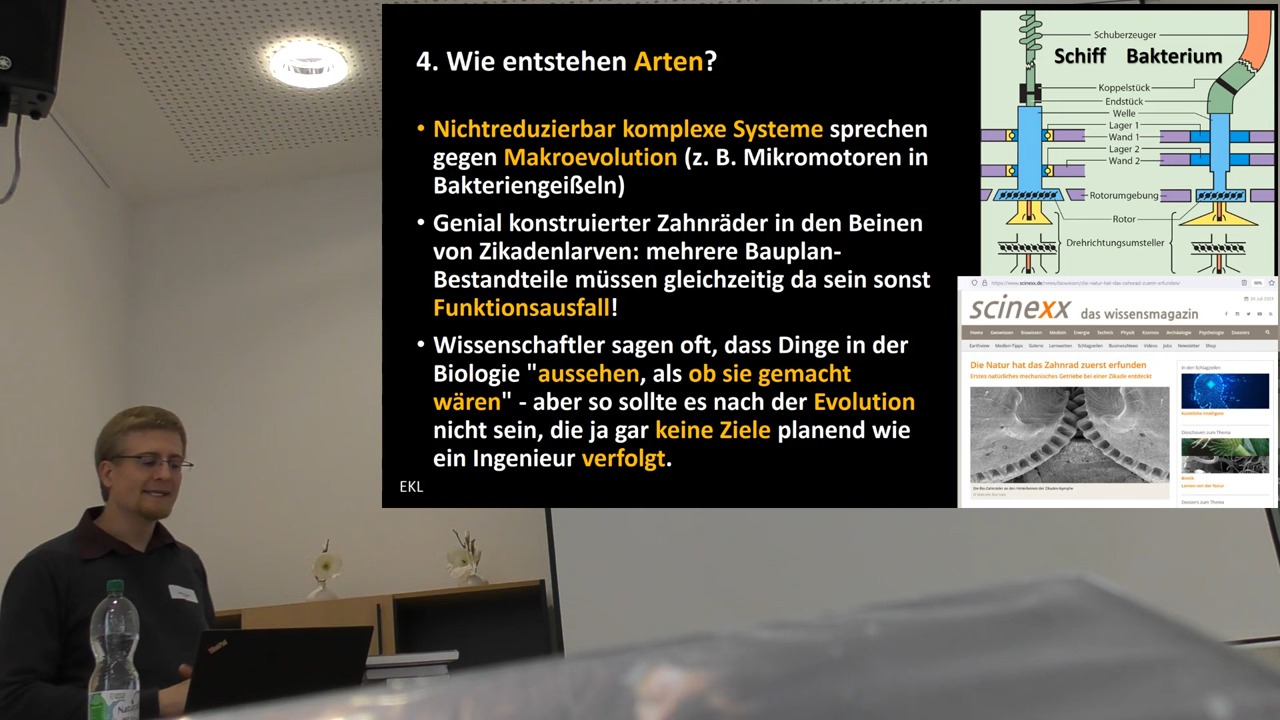 4. Wie entstehen Arten?
• Nichtreduzierbar komplexe Systeme sprechen
gegen Makroevolution (z. B. Mikromotoren in
Bakteriengeißeln)
• Genial konstruierter Zahnräder in den Beinen
von Zikadenlarven: mehrere Bauplan-
Bestandteile müssen gleichzeitig da sein sonst
Funktionsausfall!
• Wissenschaftler sagen oft, dass Dinge in der
Biologie "aussehen, als ob sie gemacht
wären" - aber so sollte es nach der Evolution
nicht sein, die ja gar keine Ziele planend wie
ein Ingenieur verfolgt.
EKL
Schuberzeuger
Schiff Bakterium
Koppelstück
Endstück
Welle
Lager 1
Wand 1
Lager 2
Wand 2
Rotorumgebung
Rotor
Drehrichtungsumsteller
scinexx das wissensmagazin
Home Geowissen Biowissen Medizin Energie Technik Physik Kosmos Archäologie Psychologie Dossiers
Earthview Medien-Tipps Galerie Lernwelten Schlagzeilen BusinessNews Videos Jobs Newsletter Shop
Die Natur hat das Zahnrad zuerst erfunden
Erstes natürliches mechanisches Getriebe bei einer Zikade entdeckt
In den Schlagzeilen
Künstliche Intelligenz
Diaschauen zum Thema
Bionik
Lernen von der Natur
Dossiers zum Thema
ThinkPad